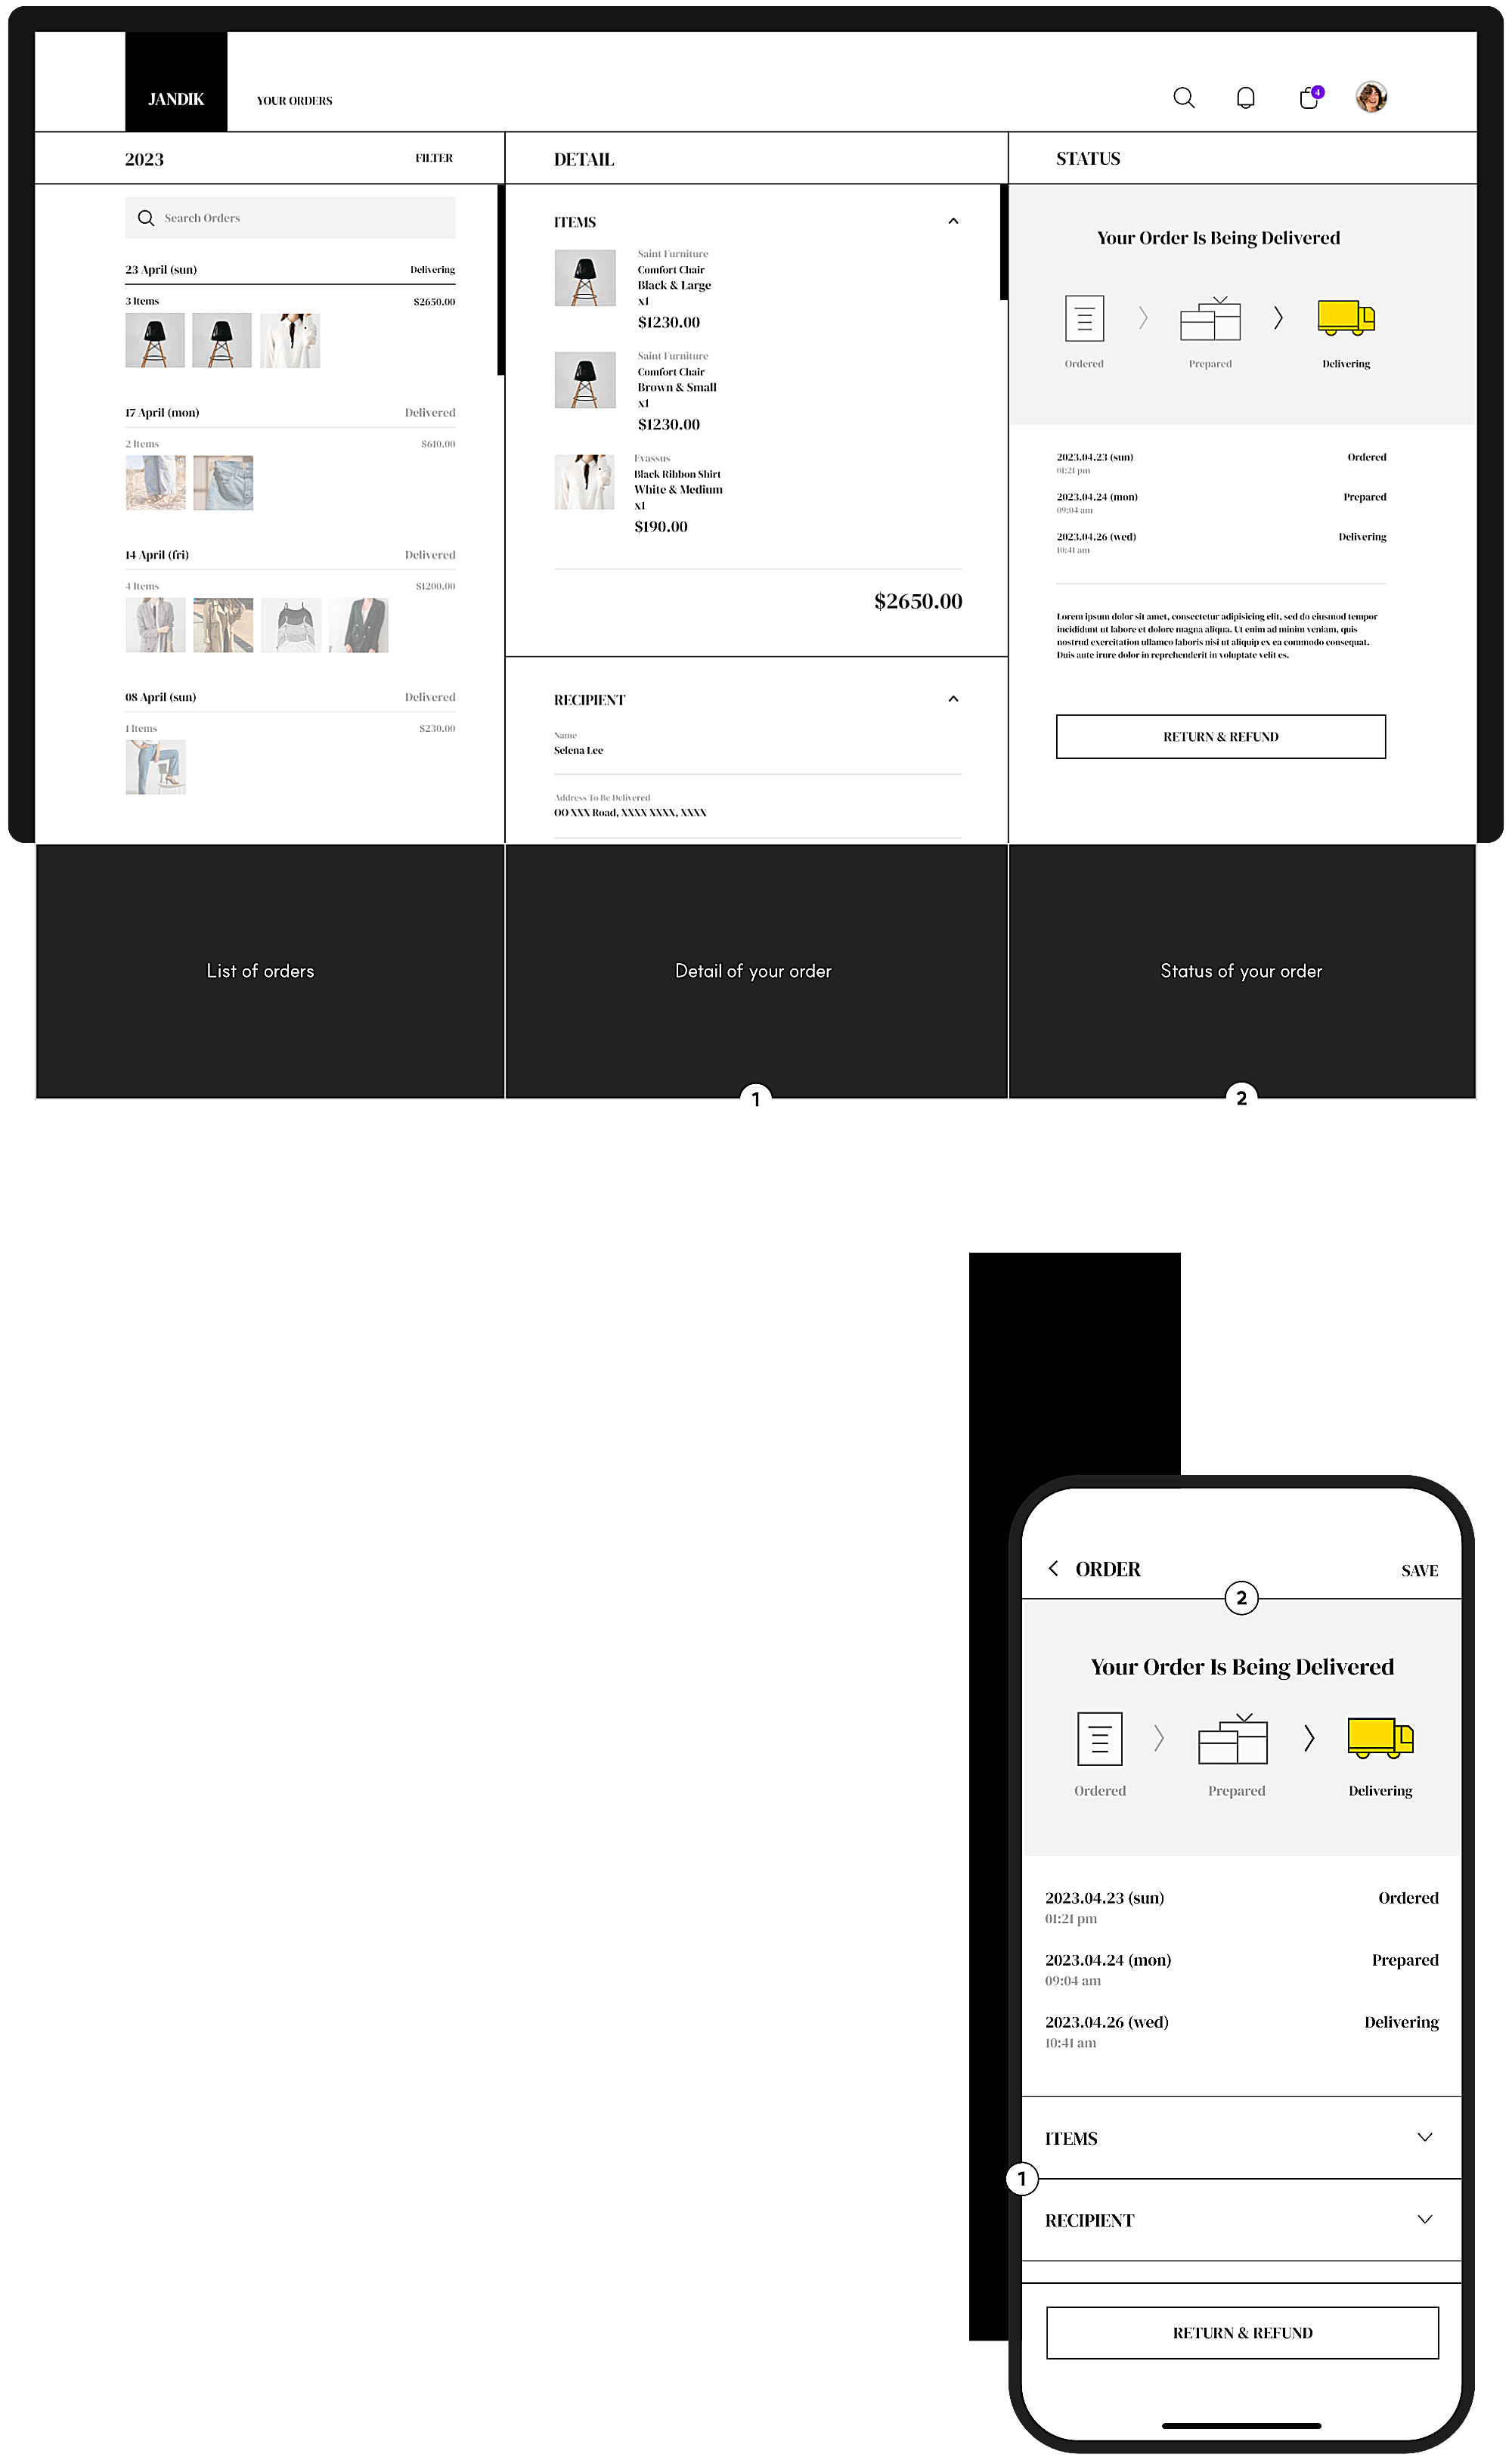 JANDIK
YOUR ORDERS
4
2023
FILTER
Search Orders
23 April (sun)
Delivering
3 Items
$2650.00
17 April (mon)
Delivered
2 Items
$610.00
14 April (fri)
Delivered
4 Items
$1200.00
08 April (sun)
Delivered
1 Items
$230.00
DETAIL
ITEMS
Saint Furniture
Comfort Chair
Black & Large
x1
$1230.00
Saint Furniture
Comfort Chair
Brown & Small
x1
$1230.00
Evassus
Black Ribbon Shirt
White & Medium
x1
$190.00
$2650.00
RECIPIENT
Name
Selena Lee
Address To Be Delivered
OO XXX Road, XXXX XXXX, XXXX
STATUS
Your Order Is Being Delivered
Ordered
Prepared
Delivering
2023.04.23 (sun)
Ordered
01:21 pm
2023.04.24 (mon)
Prepared
09:04 am
2023.04.26 (wed)
Delivering
10:41 am
Lorem ipsum dolor sit amet, consectetur adipisicing elit, sed do eiusmod tempor
incididunt ut labore et dolore magna aliqua. Ut enim ad minim veniam, quis
nostrud exercitation ullamco laboris nisi ut aliquip ex ea commodo consequat.
Duis aute irure dolor in reprehenderit in voluptate velit es.
RETURN & REFUND
List of orders
Detail of your order
Status of your order
1
2
ORDER
SAVE
2
Your Order Is Being Delivered
Ordered
Prepared
Delivering
2023.04.23 (sun)
Ordered
01:21 pm
2023.04.24 (mon)
Prepared
09:04 am
2023.04.26 (wed)
Delivering
10:41 am
ITEMS
1
RECIPIENT
RETURN & REFUND